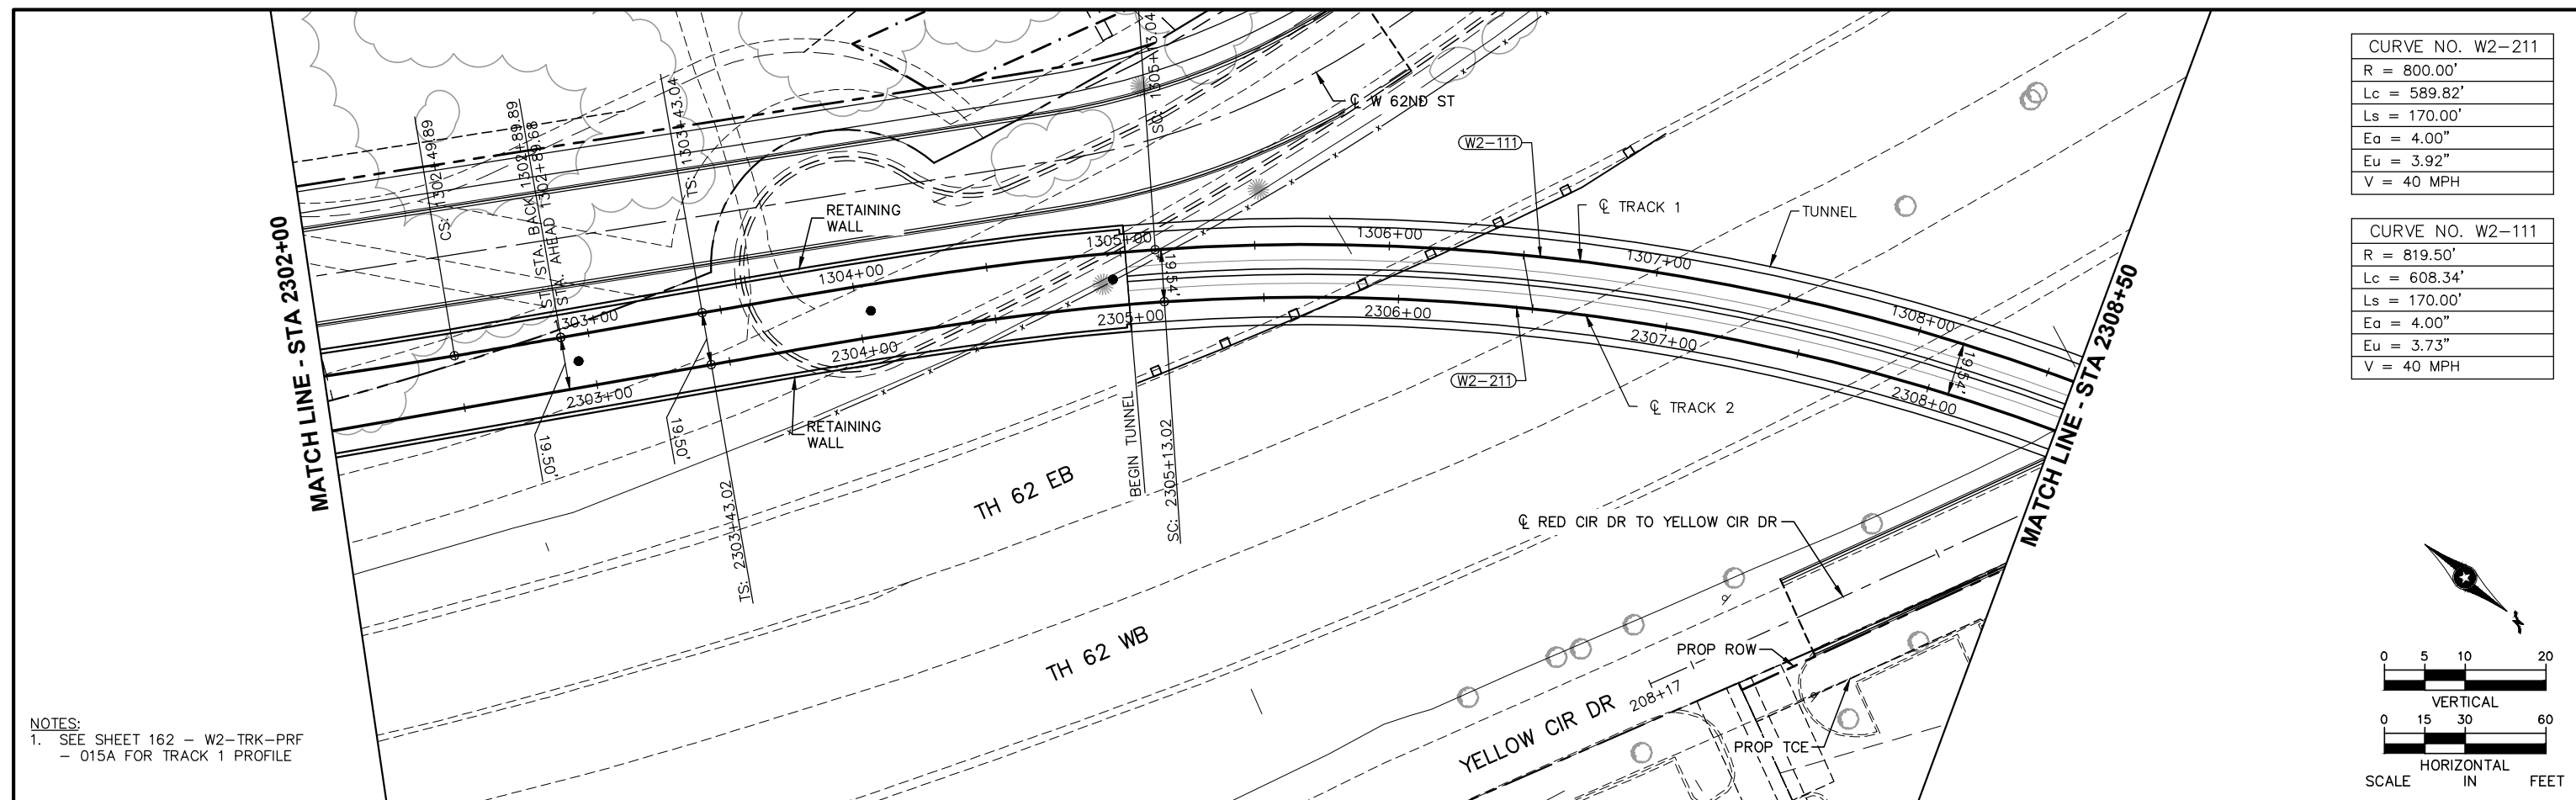 MATCH LINE - STA 2302+00
CS: 1302+49.89
STA. BACK 1302+89.89
STA. AHEAD 1302+89.68
TS: 1303+43.04
SC: 1305+13.04
℄ W 62ND ST
W2-111
℄ TRACK 1
TUNNEL
RETAINING
WALL
1303+00
1304+00
1305+00
1306+00
1307+00
1308+00
19.54'
19.54'
2303+00
2304+00
2305+00
2306+00
2307+00
2308+00
W2-211
℄ TRACK 2
19.50'
19.50'
RETAINING
WALL
TS: 2303+43.02
BEGIN TUNNEL
SC: 2305+13.02
TH 62 EB
TH 62 WB
℄ RED CIR DR TO YELLOW CIR DR
PROP ROW
YELLOW CIR DR
208+17
PROP TCE
MATCH LINE - STA 2308+50
CURVE NO. W2-211
R = 800.00'
Lc = 589.82'
Ls = 170.00'
Ea = 4.00"
Eu = 3.92"
V = 40 MPH
CURVE NO. W2-111
R = 819.50'
Lc = 608.34'
Ls = 170.00'
Ea = 4.00"
Eu = 3.73"
V = 40 MPH
0 5 10 20
VERTICAL
0 15 30 60
HORIZONTAL
SCALE IN FEET
NOTES:
1. SEE SHEET 162 - W2-TRK-PRF
- 015A FOR TRACK 1 PROFILE